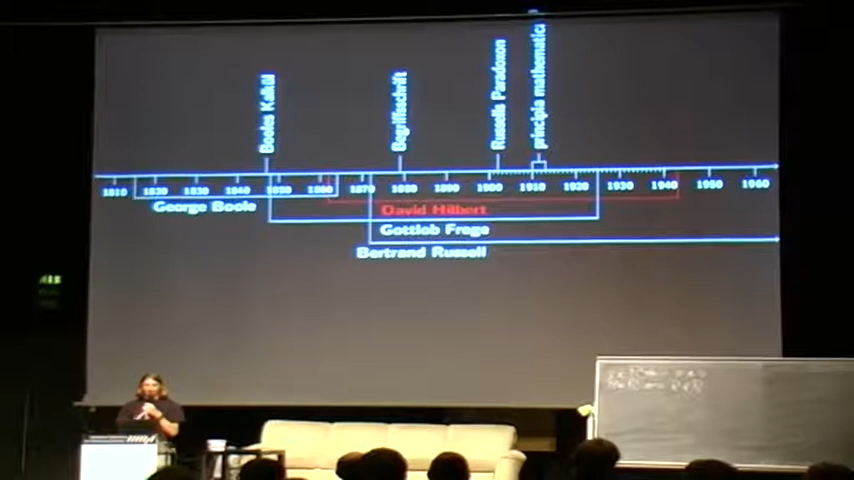 Booles Kalkül
Begriffsschrift
Russells Paradoxon
principia mathematica
1810 1820 1830 1840 1850 1860 1870 1880 1890 1900 1910 1920 1930 1940 1950 1960
George Boole
David Hilbert
Gottlob Frege
Bertrand Russell